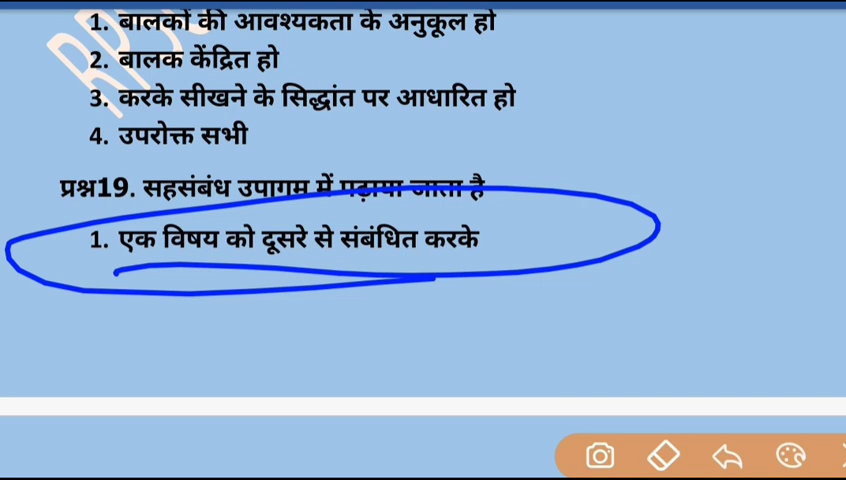 1. बालकों की आवश्यकता के अनुकूल हो
2. बालक केंद्रित हो
3. करके सीखने के सिद्धांत पर आधारित हो
4. उपरोक्त सभी
प्रश्न19. सहसंबंध उपागम में पढ़ाया जाता है
1. एक विषय को दूसरे से संबंधित करके